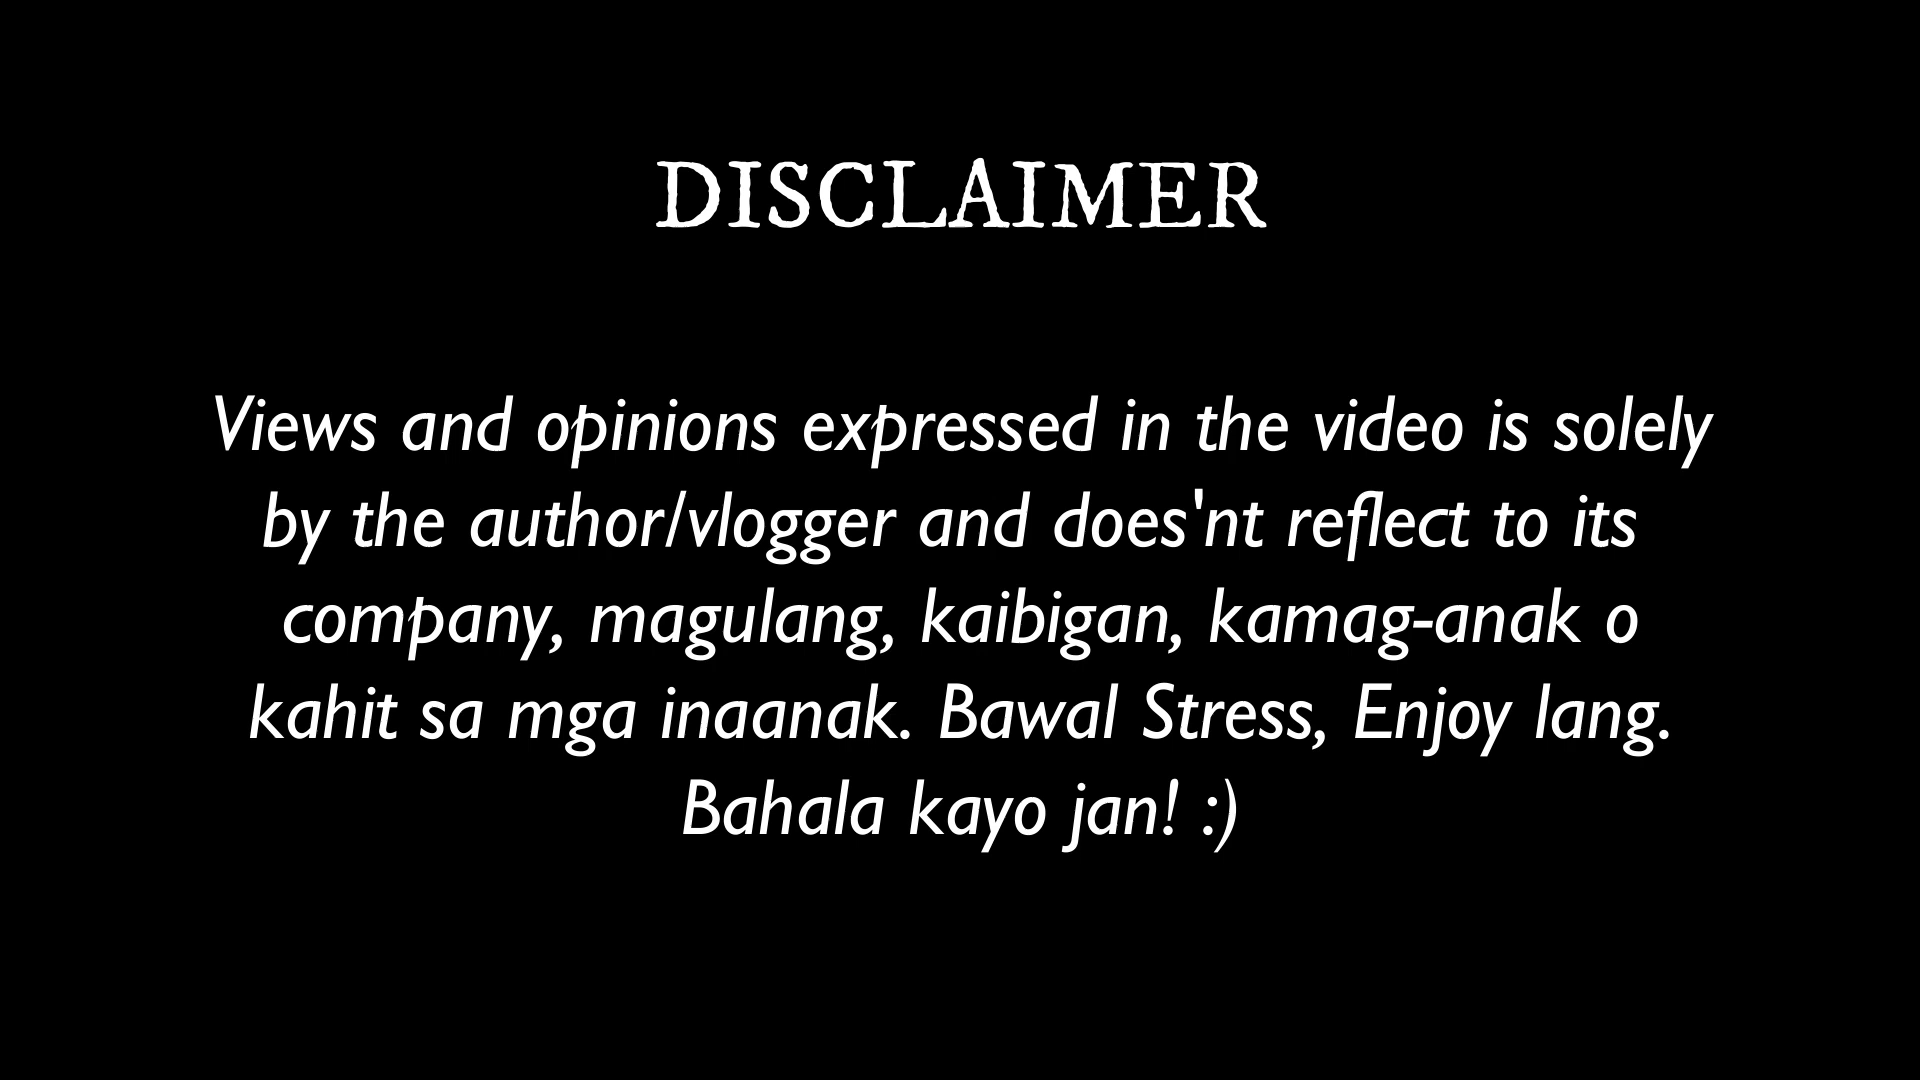 DISCLAIMER
Views and opinions expressed in the video is solely
by the author/vlogger and does'nt reflect to its
company, magulang, kaibigan, kamag-anak o
kahit sa mga inaanak. Bawal Stress, Enjoy lang.
Bahala kayo jan! :)